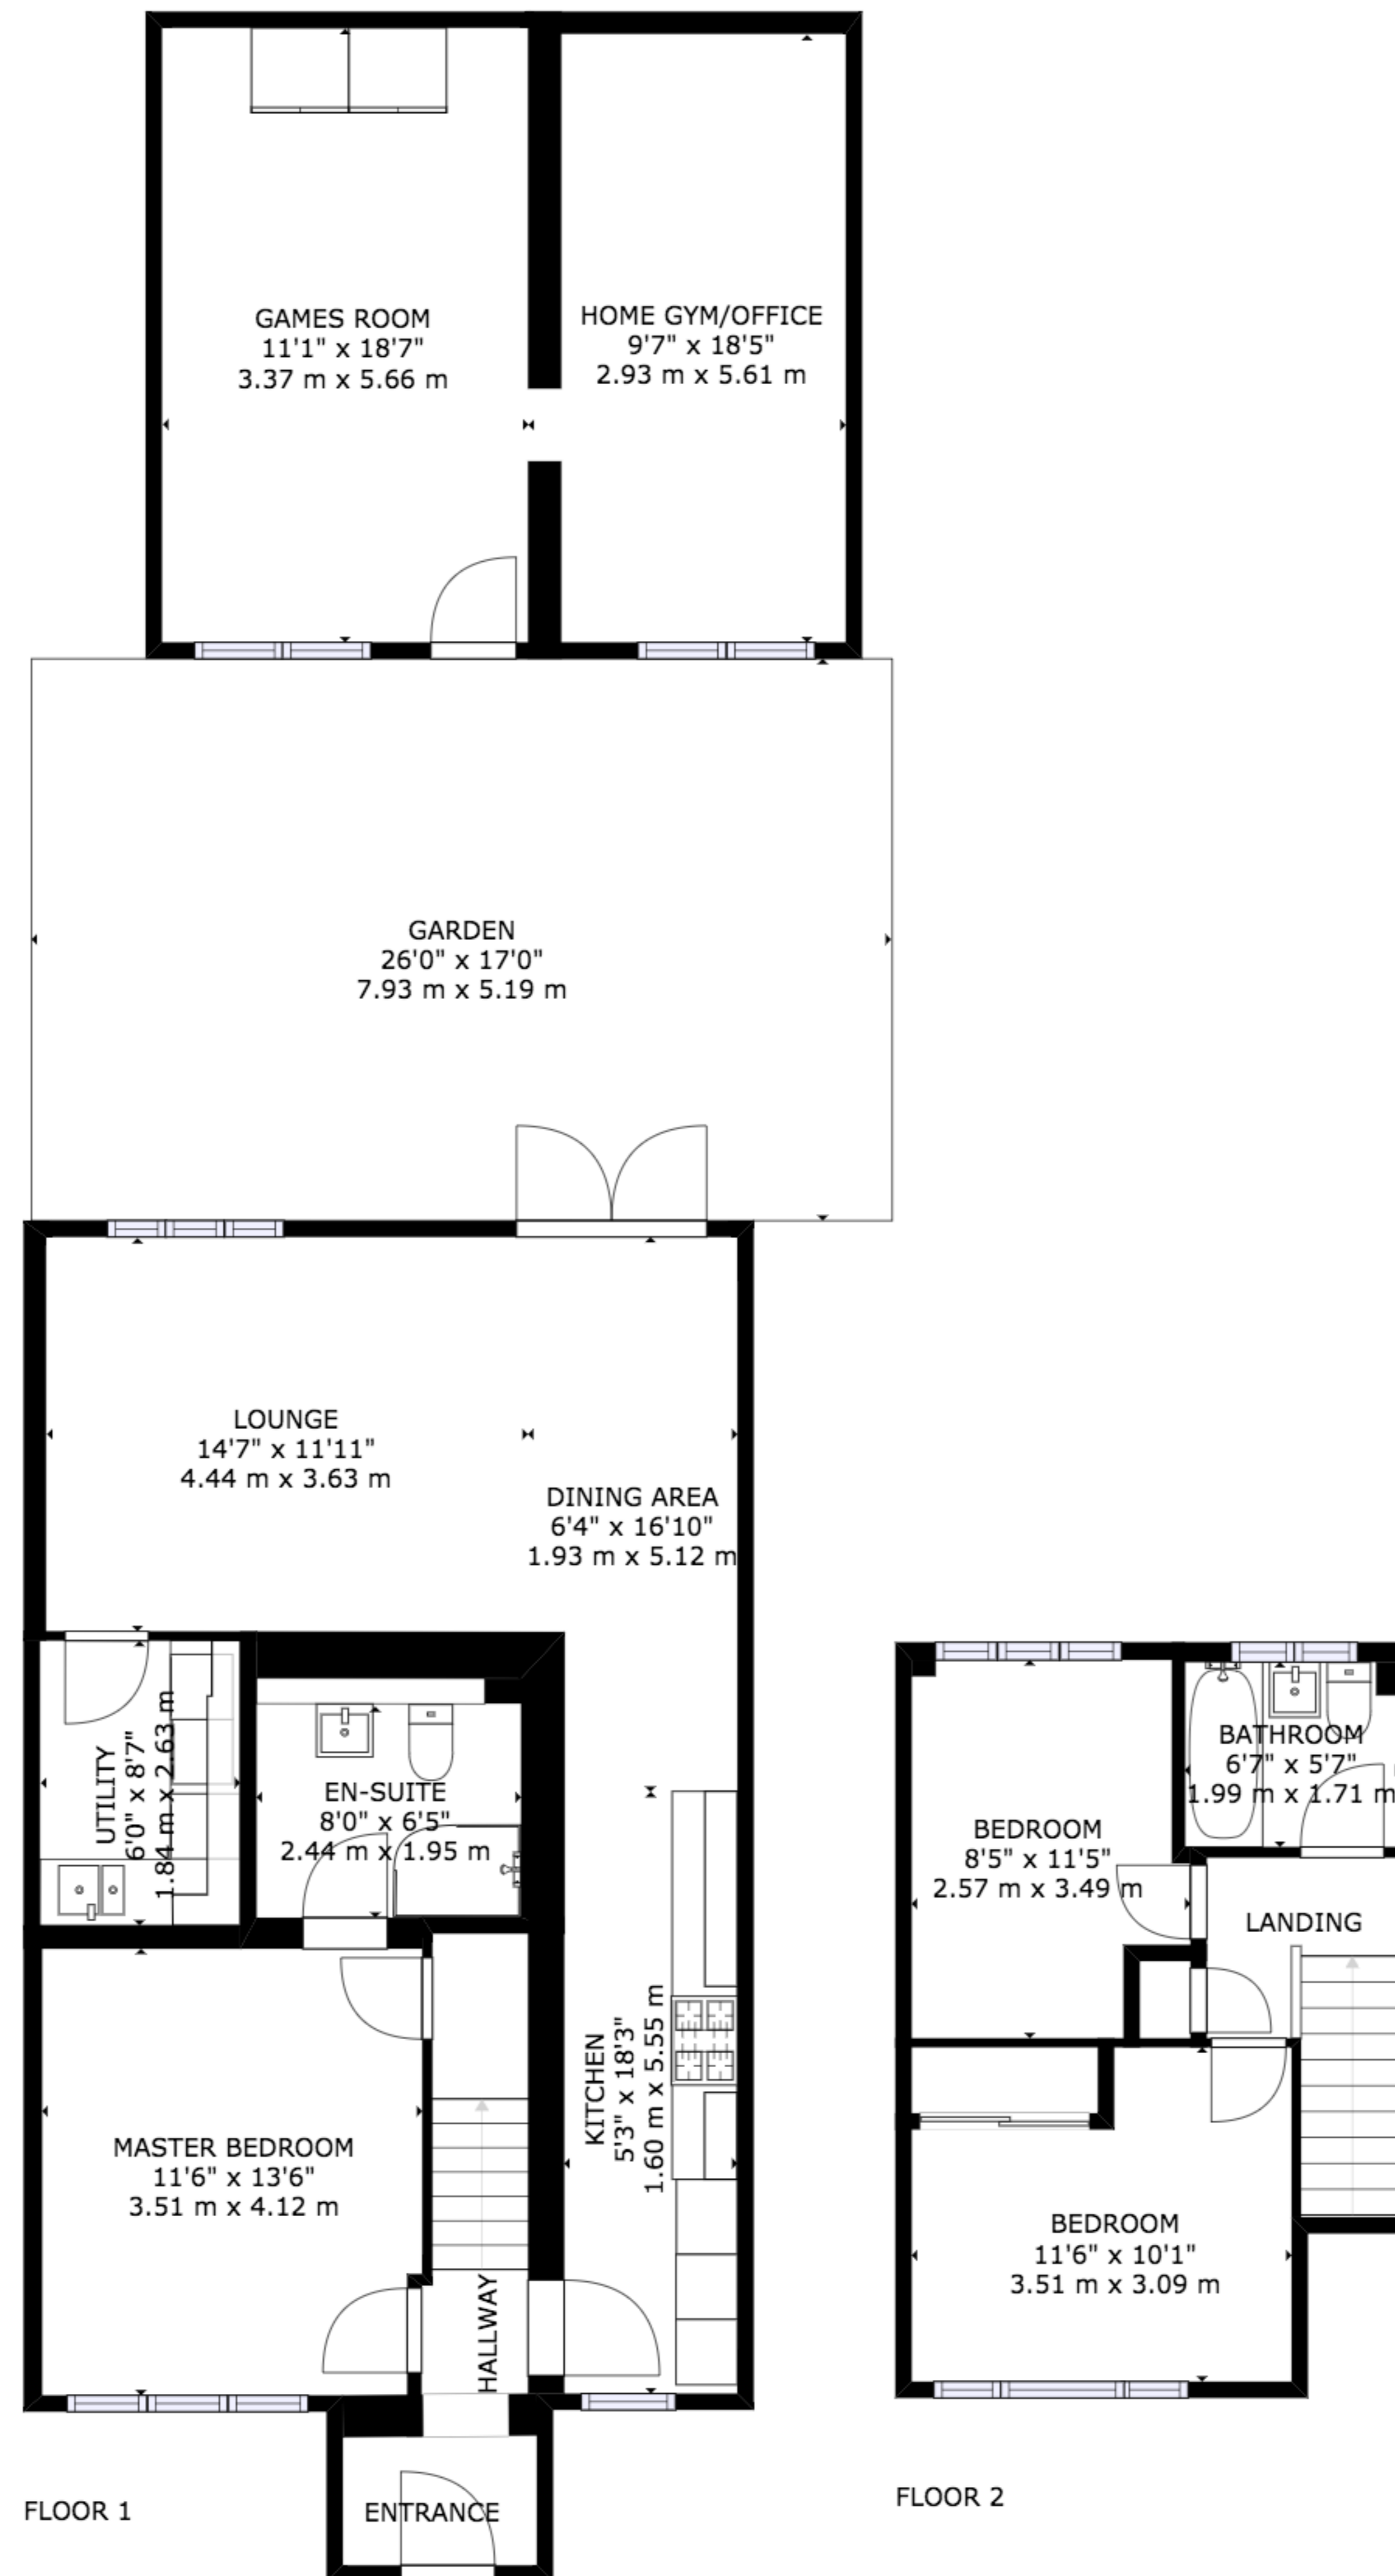 GAMES ROOM
11'1" x 18'7"
3.37 m x 5.66 m
HOME GYM/OFFICE
9'7" x 18'5"
2.93 m x 5.61 m
GARDEN
26'0" x 17'0"
7.93 m x 5.19 m
LOUNGE
14'7" x 11'11"
4.44 m x 3.63 m
DINING AREA
6'4" x 16'10"
1.93 m x 5.12 m
UTILITY
6'0" x 8'7"
1.84 m x 2.63 m
EN-SUITE
8'0" x 6'5"
2.44 m x 1.95 m
KITCHEN
5'3" x 18'3"
1.60 m x 5.55 m
MASTER BEDROOM
11'6" x 13'6"
3.51 m x 4.12 m
HALLWAY
ENTRANCE
FLOOR 1
BATHROOM
6'7" x 5'7"
1.99 m x 1.71 m
BEDROOM
8'5" x 11'5"
2.57 m x 3.49 m
LANDING
BEDROOM
11'6" x 10'1"
3.51 m x 3.09 m
FLOOR 2